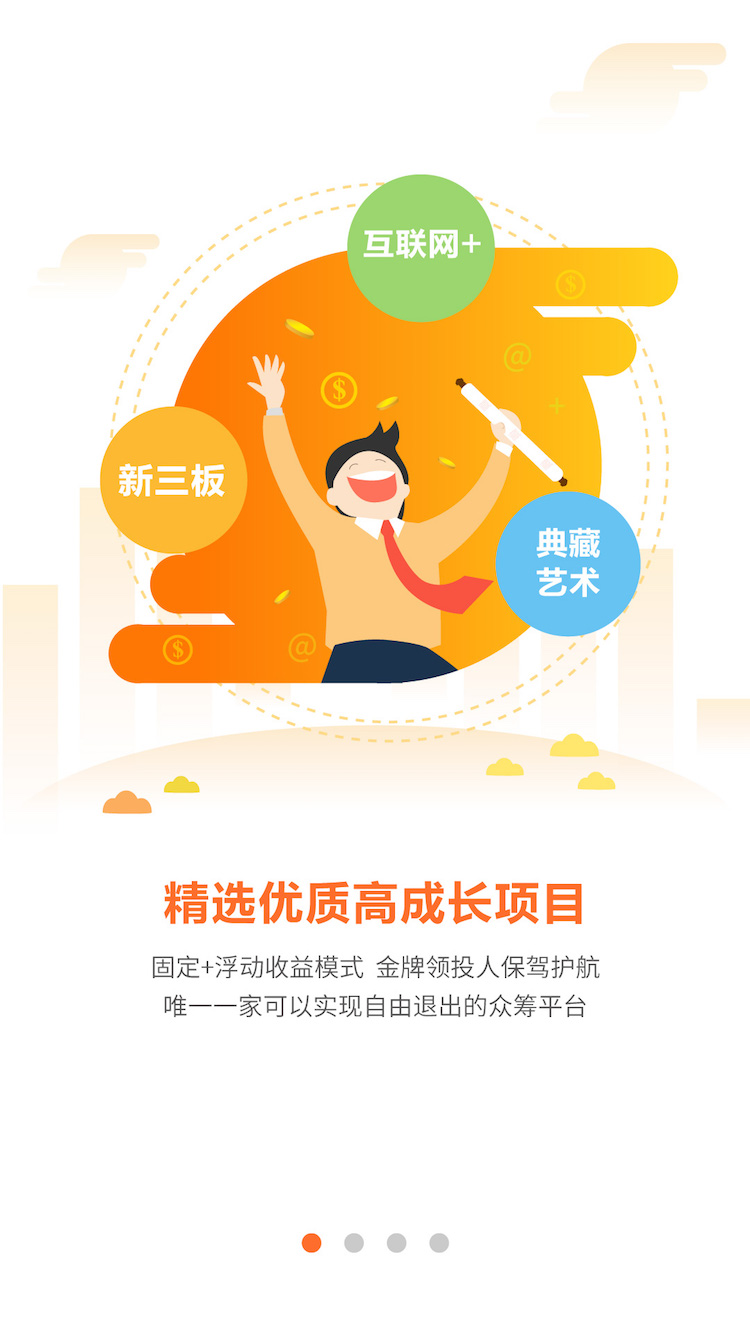 互联网+
新三板
典藏
艺术
精选优质高成长项目
固定+浮动收益模式 金牌领投人保驾护航
唯一一家可以实现自由退出的众筹平台